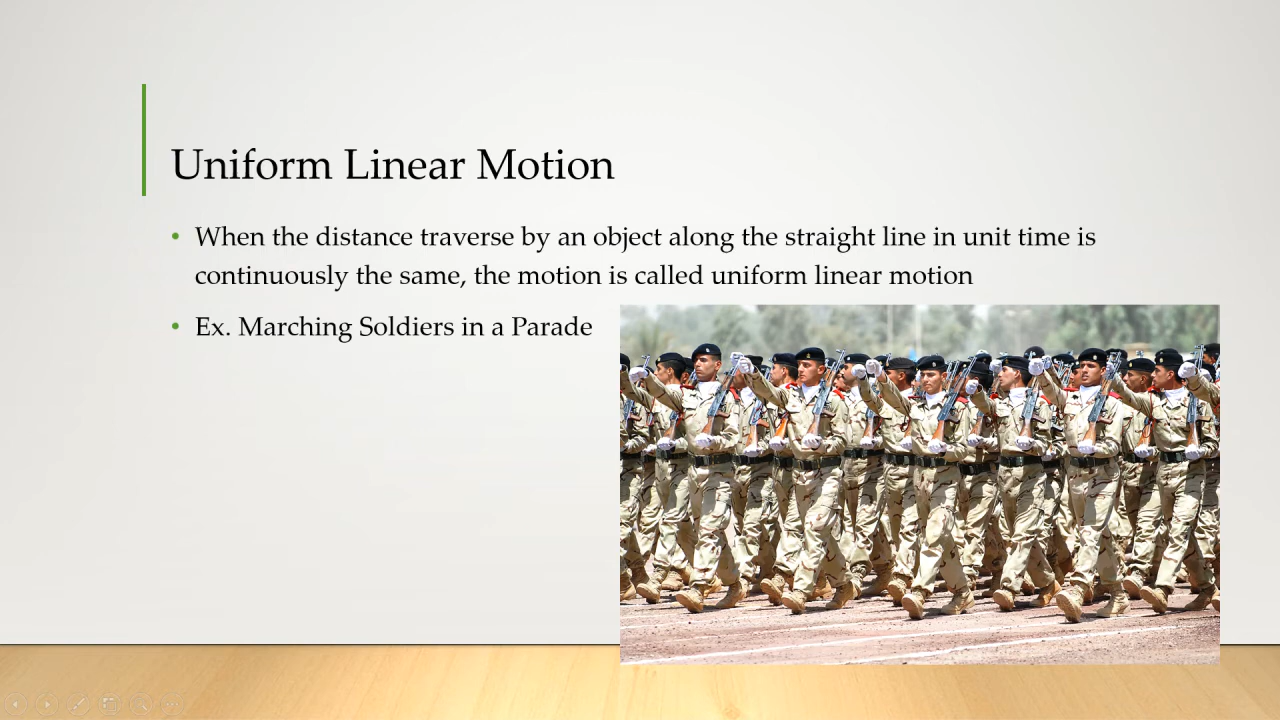 Uniform Linear Motion
• When the distance traverse by an object along the straight line in unit time is
continuously the same, the motion is called uniform linear motion
• Ex. Marching Soldiers in a Parade